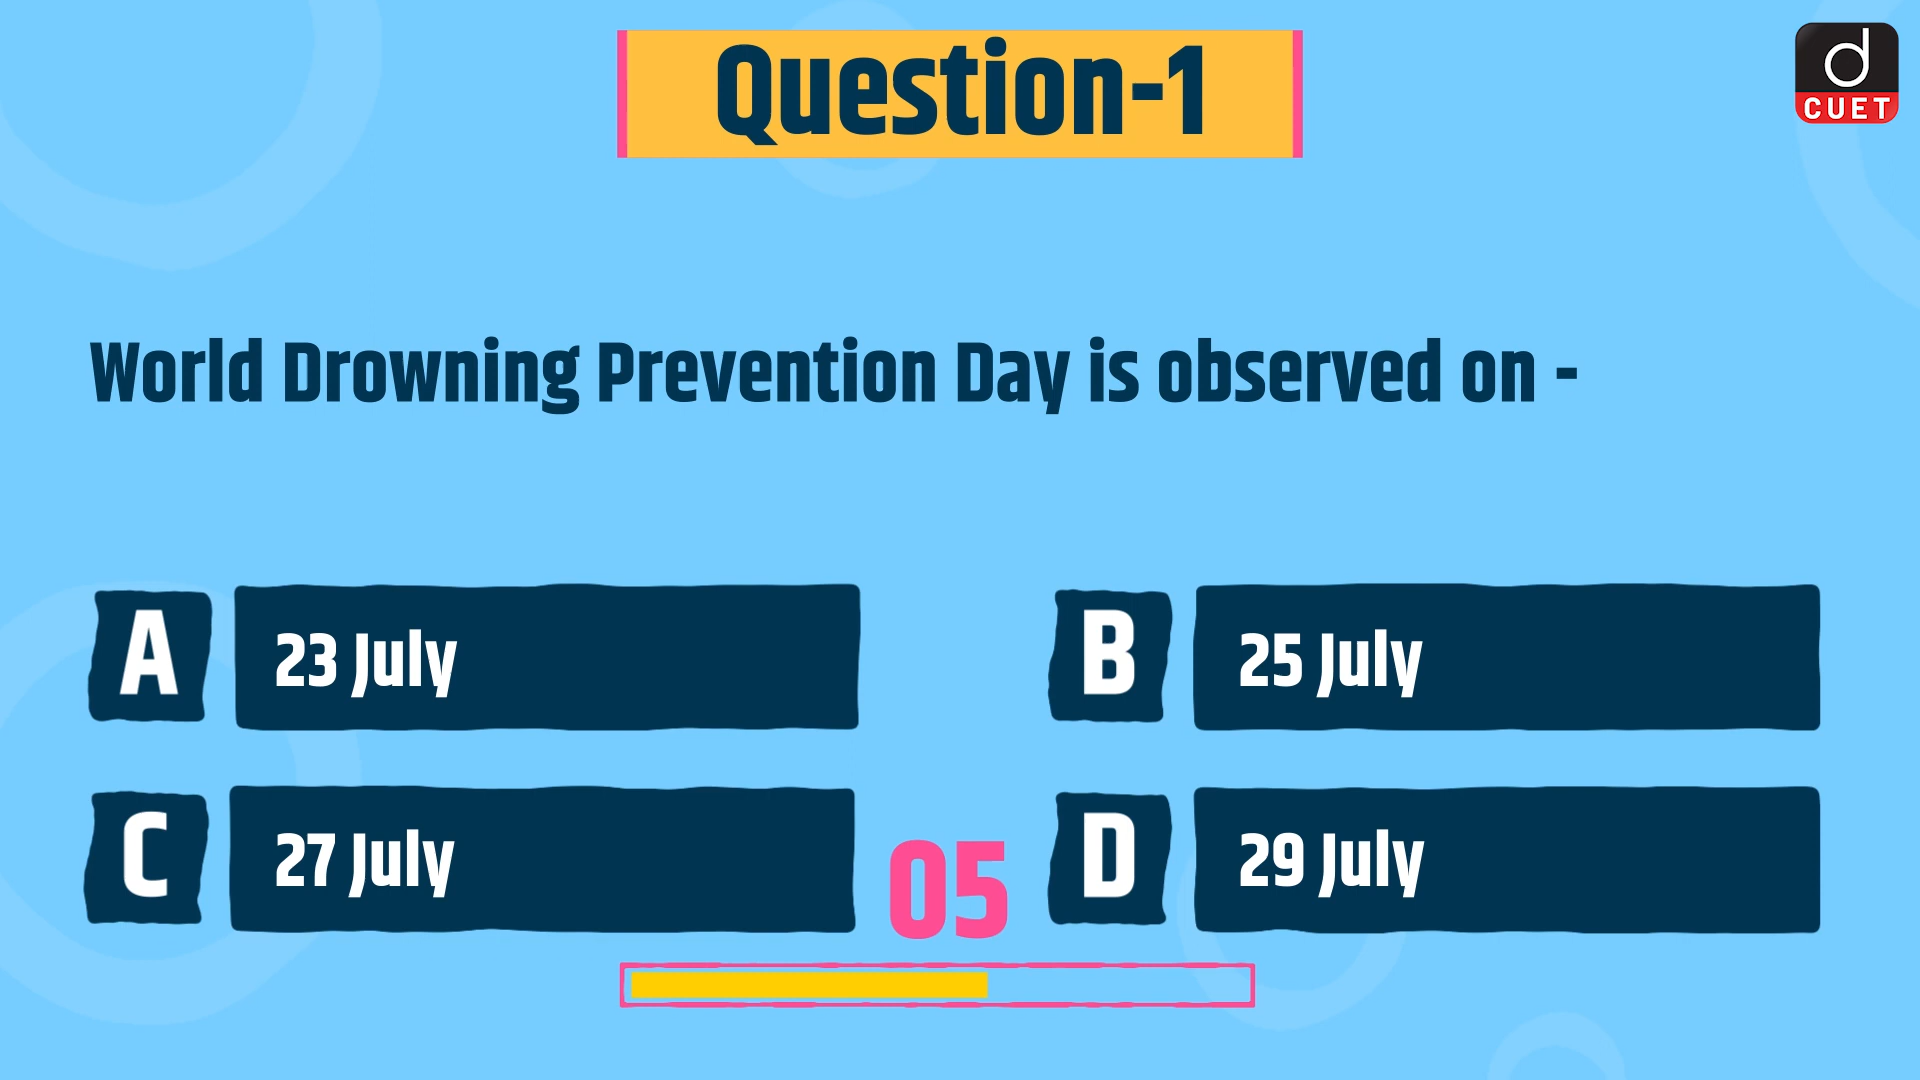 Question-1
d
CUET
World Drowning Prevention Day is observed on -
A 23 July
B 25 July
C 27 July
D 29 July
05